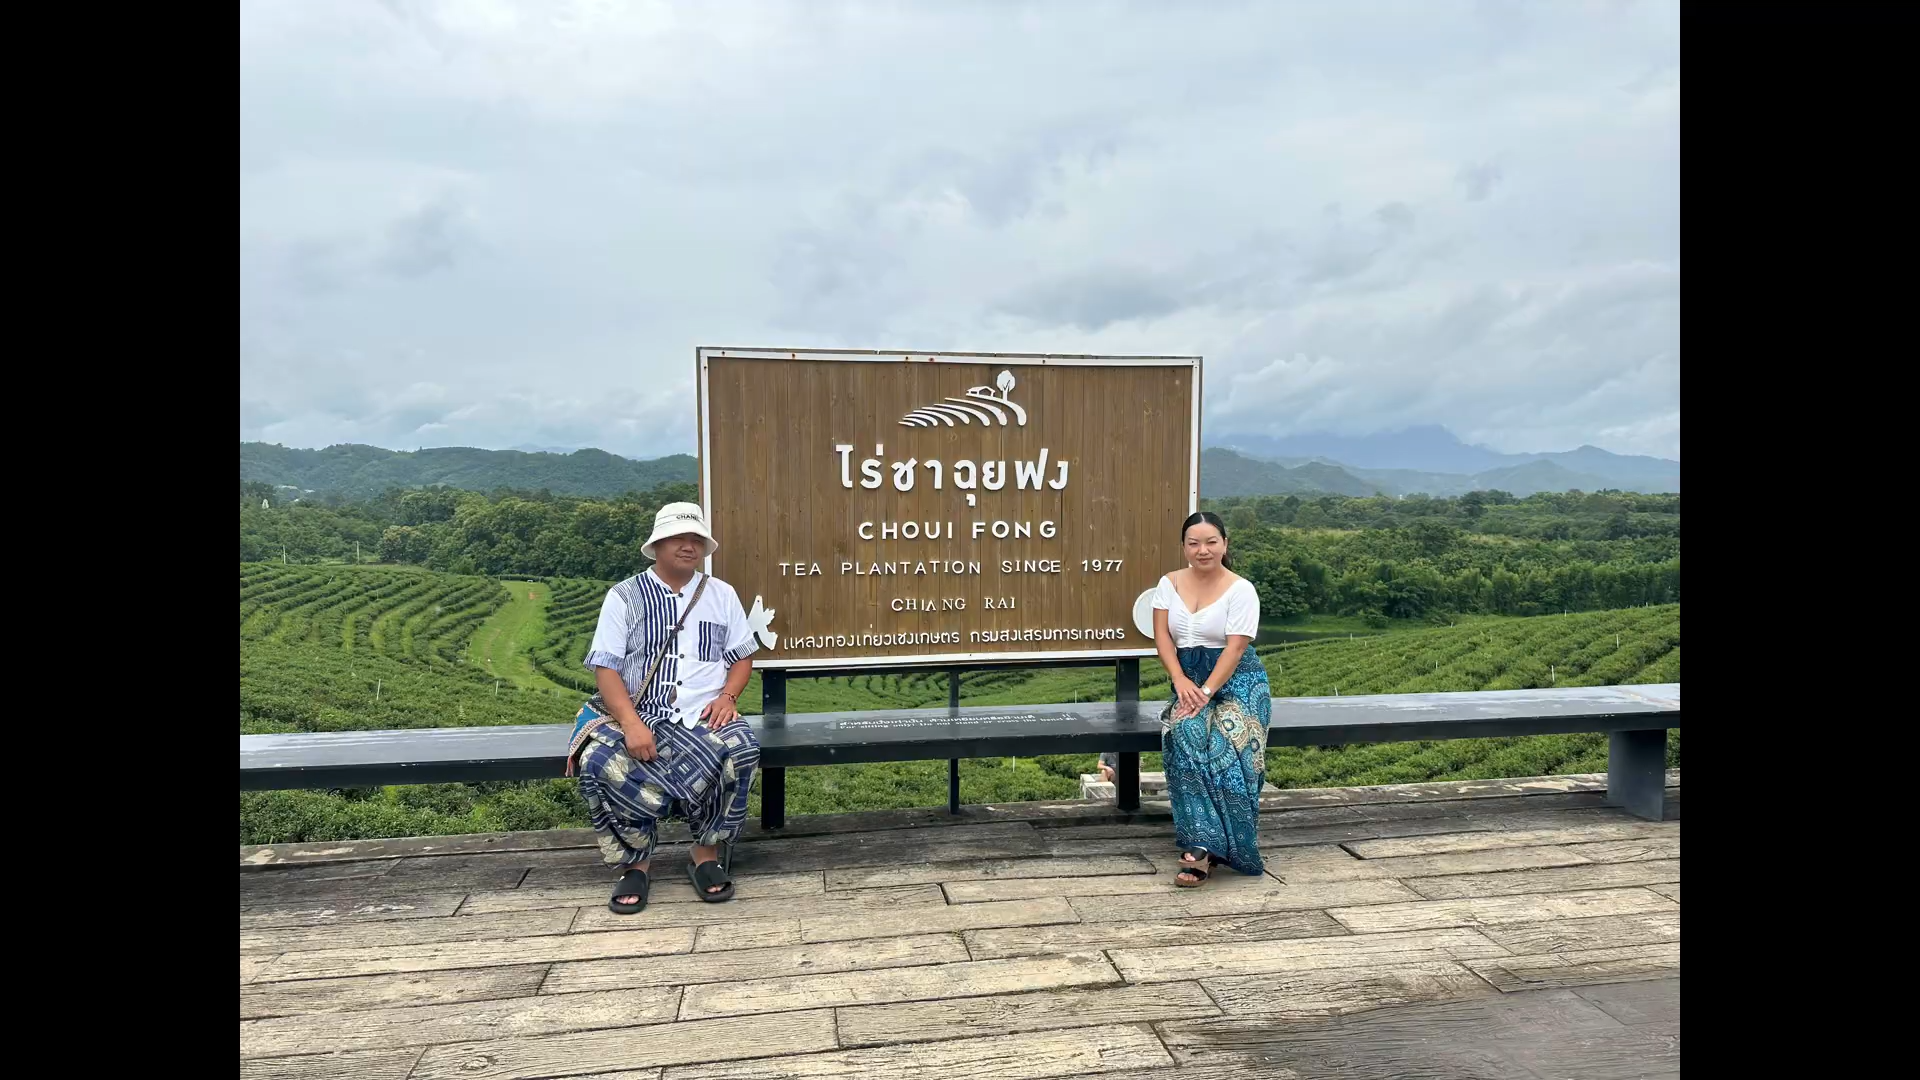 ไร่ชาฉุยฟง
CHOUI FONG
TEA PLANTATION SINCE 1977
CHIANG RAI
แหลงทองเทยวเชงเกษตร กรมสงเสรมการเกษตร